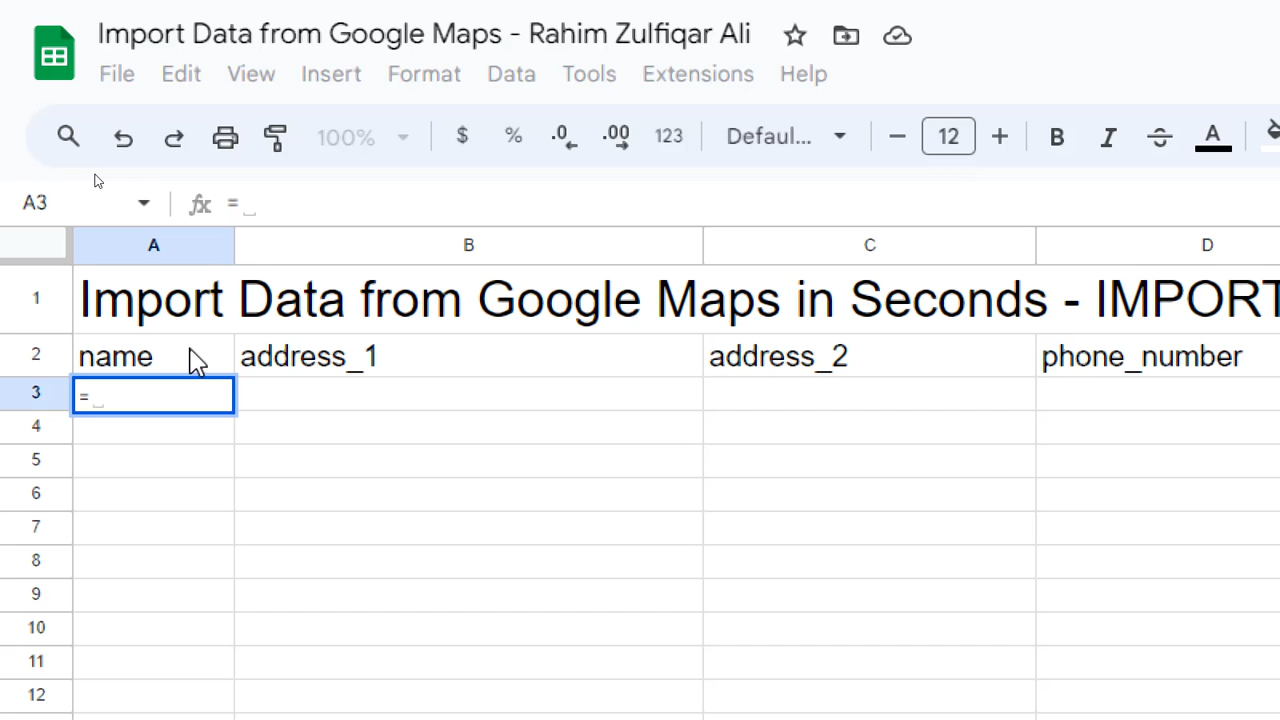 Import Data from Google Maps - Rahim Zulfiqar Ali
File Edit View Insert Format Data Tools Extensions Help
100% $ % .0 .00 123 Defaul... 12 B I S A
A3 fx =
A B C D
1 Import Data from Google Maps in Seconds - IMPORT
2 name address_1 address_2 phone_number
3 =
4
5
6
7
8
9
10
11
12